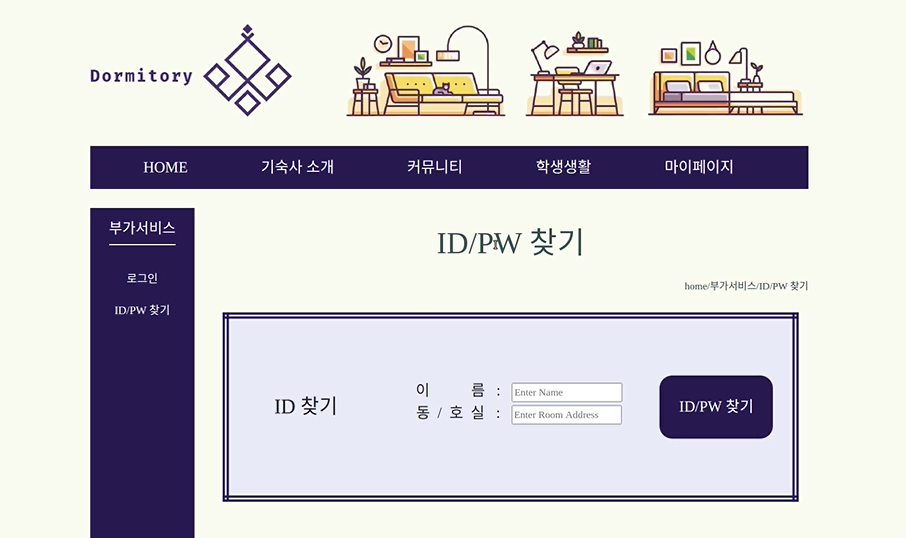 Dormitory
HOME 기숙사 소개 커뮤니티 학생생활 마이페이지
부가서비스
로그인
ID/PW 찾기
ID/PW 찾기
home/부가서비스/ID/PW 찾기
ID 찾기
이 름 : Enter Name
동 / 호 실 : Enter Room Address
ID/PW 찾기